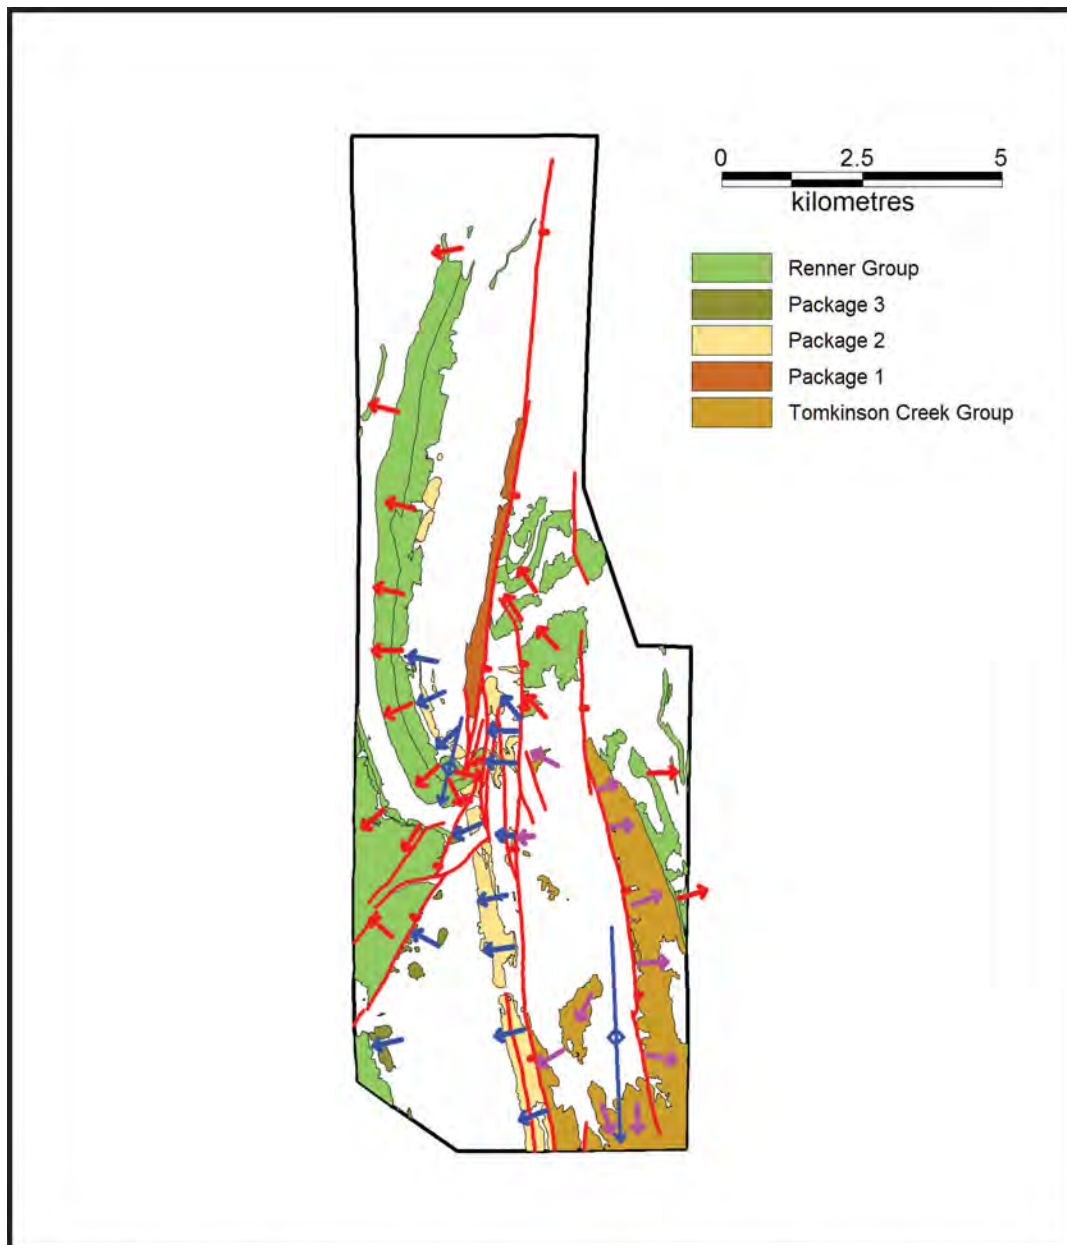 0 2.5 5
kilometres
Renner Group
Package 3
Package 2
Package 1
Tomkinson Creek Group